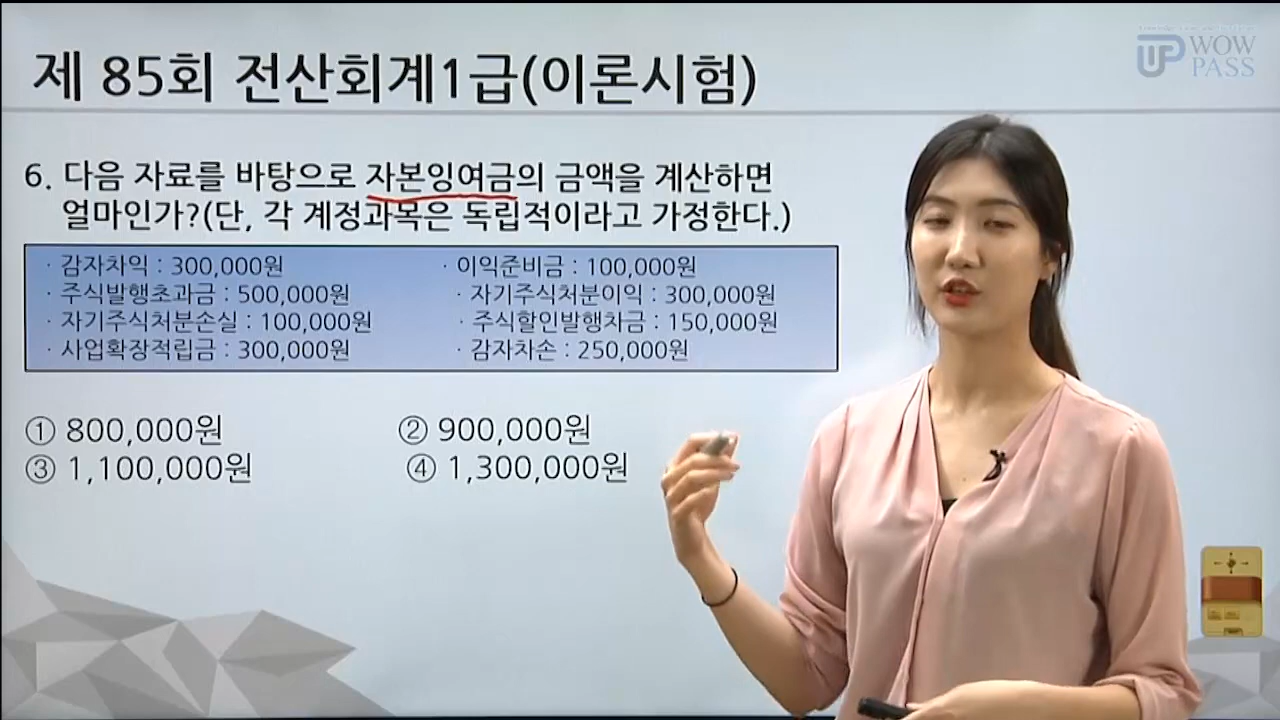 제 85회 전산회계1급(이론시험)
UP WOW
PASS
6. 다음 자료를 바탕으로 자본잉여금의 금액을 계산하면
얼마인가?(단, 각 계정과목은 독립적이라고 가정한다.)
· 감자차익 : 300,000원 · 이익준비금 : 100,000원
· 주식발행초과금 : 500,000원 · 자기주식처분이익 : 300,000원
· 자기주식처분손실 : 100,000원 · 주식할인발행차금 : 150,000원
· 사업확장적립금 : 300,000원 · 감자차손 : 250,000원
① 800,000원 ② 900,000원
③ 1,100,000원 ④ 1,300,000원